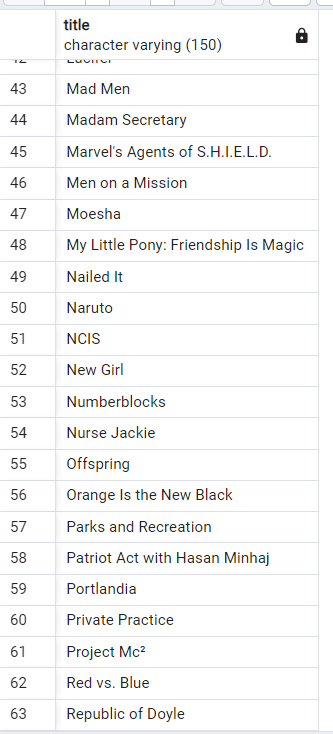 title
character varying (150)
42 Lucifer
43 Mad Men
44 Madam Secretary
45 Marvel's Agents of S.H.I.E.L.D.
46 Men on a Mission
47 Moesha
48 My Little Pony: Friendship Is Magic
49 Nailed It
50 Naruto
51 NCIS
52 New Girl
53 Numberblocks
54 Nurse Jackie
55 Offspring
56 Orange Is the New Black
57 Parks and Recreation
58 Patriot Act with Hasan Minhaj
59 Portlandia
60 Private Practice
61 Project Mc²
62 Red vs. Blue
63 Republic of Doyle